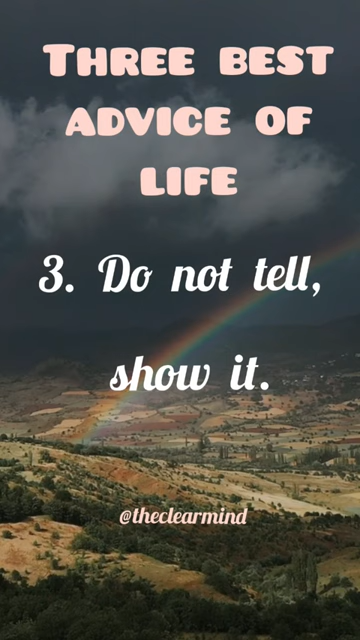 Three best
advice of
life
3. Do not tell,
show it.
@theclearmind